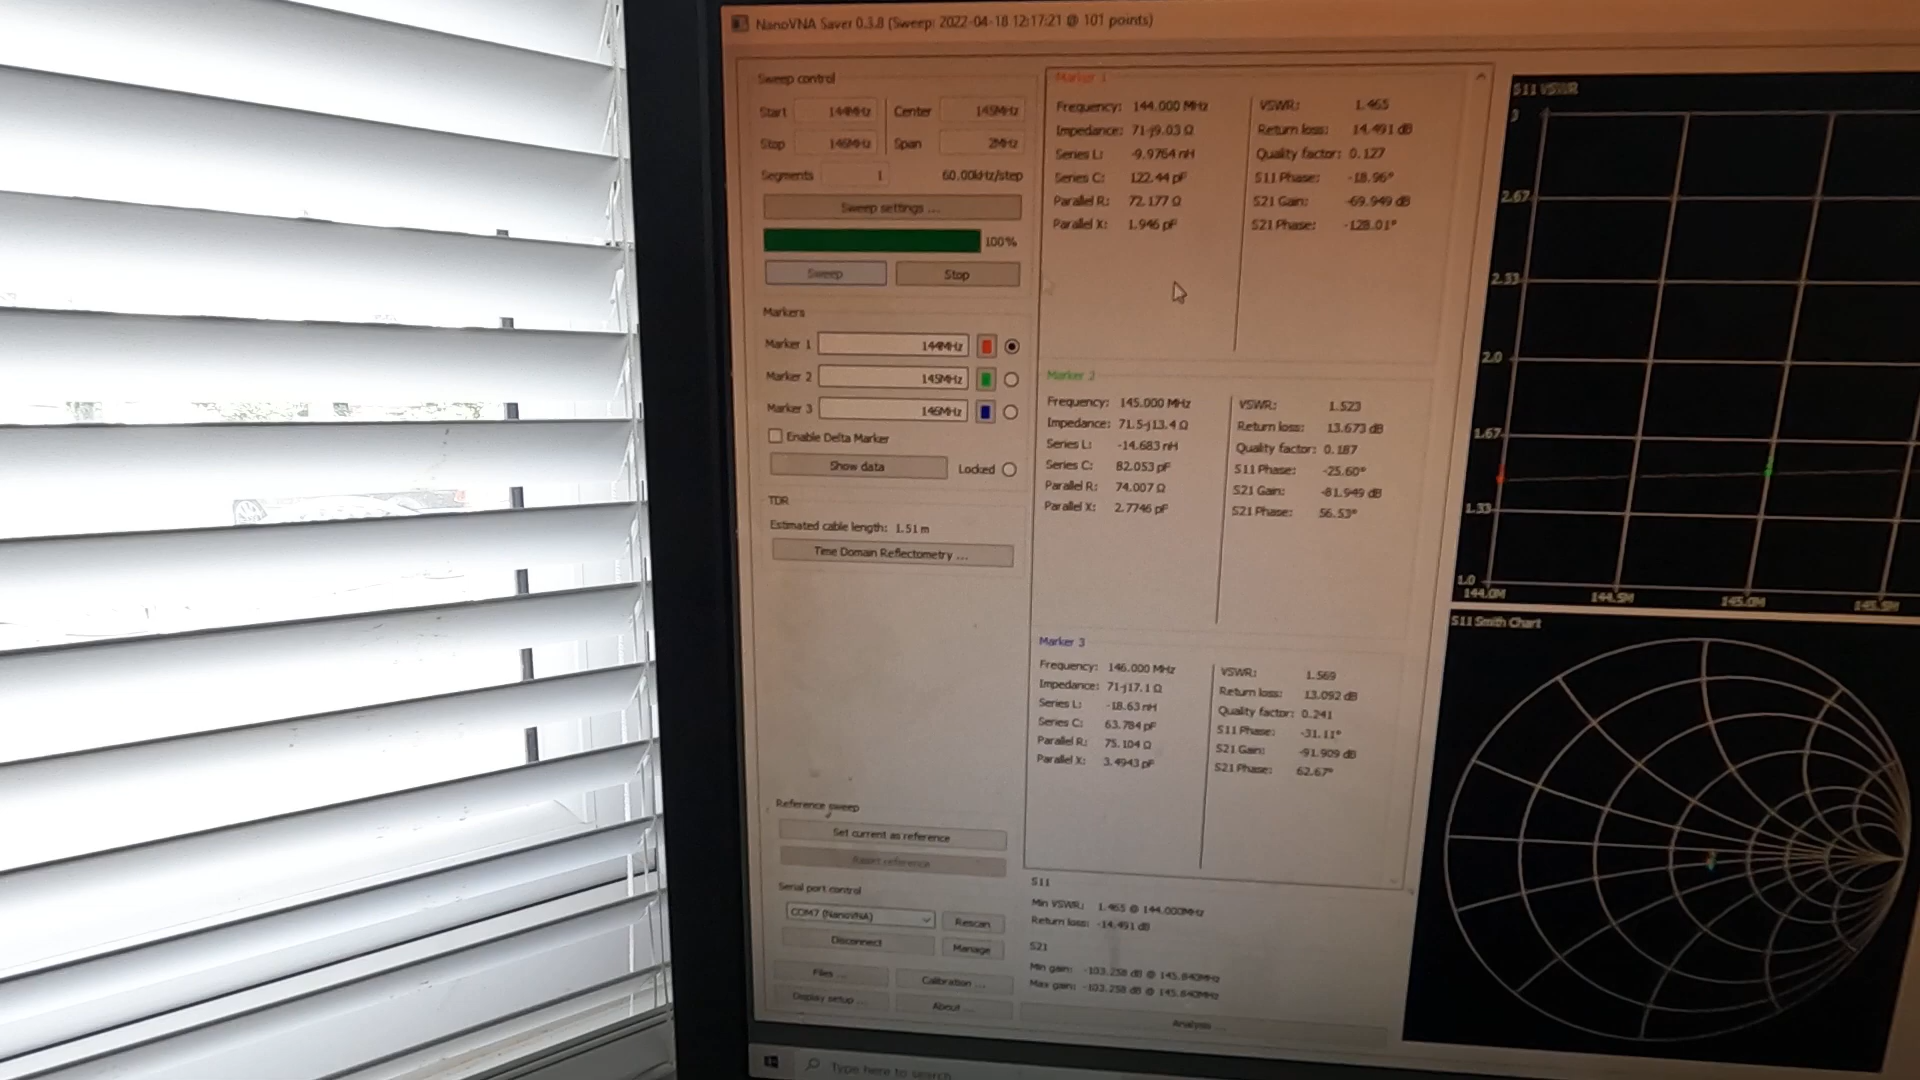 NanoVNA Saver 0.3.8 (Sweep: 2022-04-18 12:17:21 @ 101 points)
Sweep control
Start 144MHz Center 145MHz
Stop 146MHz Span 2MHz
Segments 1 60.00kHz/step
Sweep settings ...
100%
Sweep Stop
Markers
Marker 1 144MHz
Marker 2 145MHz
Marker 3 146MHz
Enable Delta Marker
Show data Locked
TDR
Estimated cable length: 1.51 m
Time Domain Reflectometry ...
Reference sweep
Set current as reference
Reset reference
Serial port control
COM7 (NanoVNA) Rescan
Disconnect Manage
Files ... Calibration ...
Display setup ... About ...
Marker 1
Frequency: 144.000 MHz VSWR: 1.465
Impedance: 71-j9.03 Ω Return loss: 14.491 dB
Series L: -9.9764 nH Quality factor: 0.127
Series C: 122.44 pF S11 Phase: -18.96°
Parallel R: 72.177 Ω S21 Gain: -69.949 dB
Parallel X: 1.946 pF S21 Phase: -128.01°
Marker 2
Frequency: 145.000 MHz VSWR: 1.523
Impedance: 71.5-j13.4 Ω Return loss: 13.673 dB
Series L: -14.683 nH Quality factor: 0.187
Series C: 82.053 pF S11 Phase: -25.60°
Parallel R: 74.007 Ω S21 Gain: -81.949 dB
Parallel X: 2.7746 pF S21 Phase: 56.53°
Marker 3
Frequency: 146.000 MHz VSWR: 1.569
Impedance: 71-j17.1 Ω Return loss: 13.092 dB
Series L: -18.63 nH Quality factor: 0.241
Series C: 63.784 pF S11 Phase: -31.11°
Parallel R: 75.104 Ω S21 Gain: -91.909 dB
Parallel X: 3.4943 pF S21 Phase: 62.67°
S11
Min VSWR: 1.465 @ 144.000MHz
Return loss: -14.491 dB
S21
Min gain: -103.258 dB @ 145.840MHz
Max gain: -103.258 dB @ 145.840MHz
Analysis ...
S11 VSWR
3
2.67
2.33
2.0
1.67
1.33
1.0
144.0M 144.5M 145.0M 145.5M
S11 Smith Chart
Type here to search